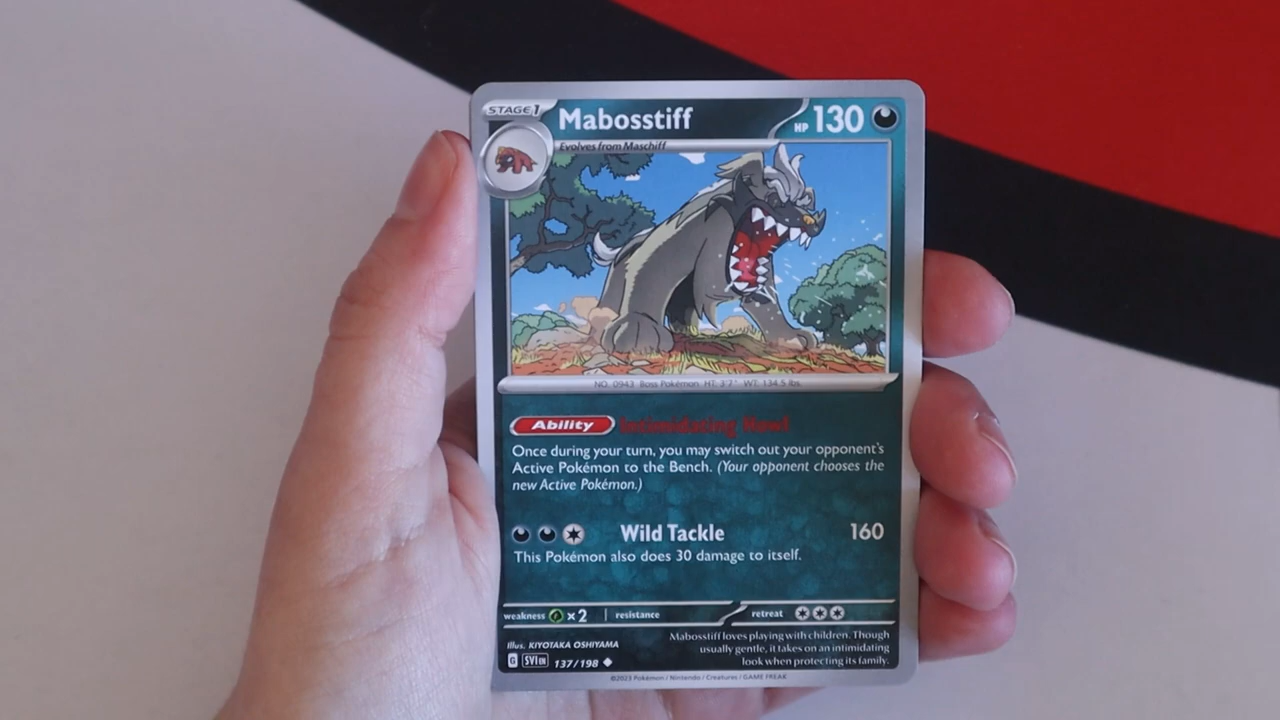 STAGE 1
Mabosstiff
HP 130
Evolves from Maschiff
NO. 0943 Boss Pokémon HT: 3'7" WT: 134.5 lbs.
Ability Intimidating Howl
Once during your turn, you may switch out your opponent's
Active Pokémon to the Bench. (Your opponent chooses the
new Active Pokémon.)
Wild Tackle 160
This Pokémon also does 30 damage to itself.
weakness ×2 resistance retreat
Illus. KIYOTAKA OSHIYAMA
G SVI EN 137/198
Mabosstiff loves playing with children. Though
usually gentle, it takes on an intimidating
look when protecting its family.
©2023 Pokémon / Nintendo / Creatures / GAME FREAK